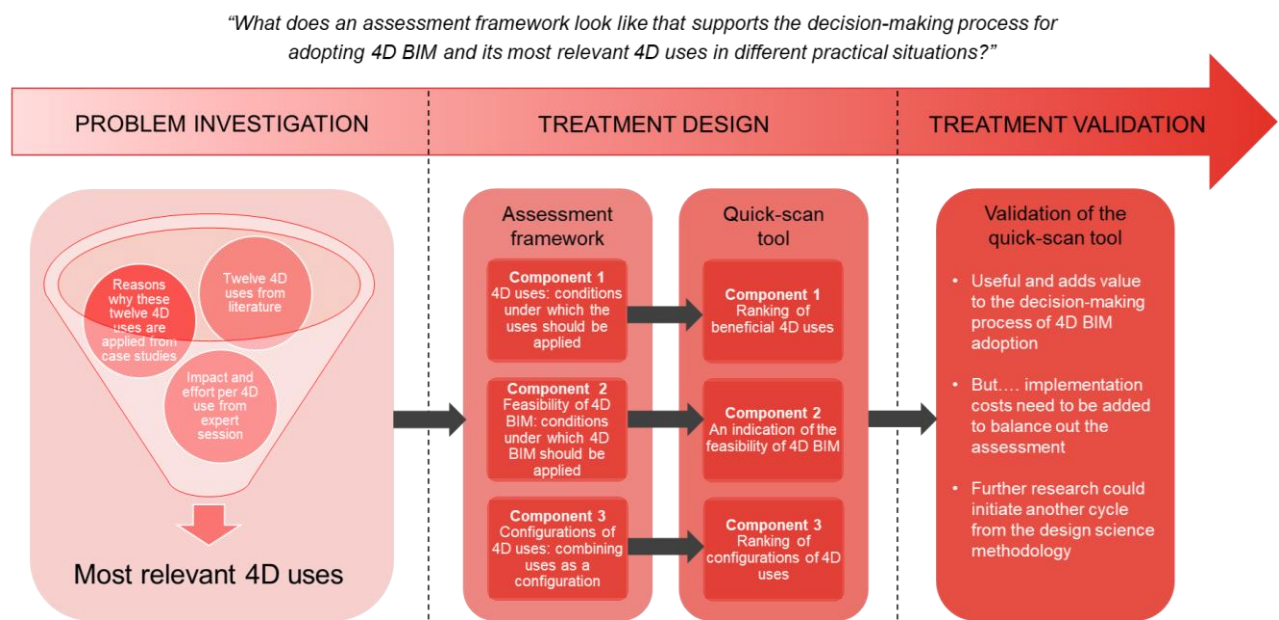 “What does an assessment framework look like that supports the decision-making process for
adopting 4D BIM and its most relevant 4D uses in different practical situations?”
PROBLEM INVESTIGATION
TREATMENT DESIGN
TREATMENT VALIDATION
Reasons
why these
twelve 4D
uses are
applied from
case studies
Twelve 4D
uses from
literature
Impact and
effort per 4D
use from
expert
session
Most relevant 4D uses
Assessment
framework
Component 1
4D uses: conditions
under which the
uses should be
applied
Component 2
Feasibility of 4D
BIM: conditions
under which 4D
BIM should be
applied
Component 3
Configurations of
4D uses: combining
uses as a
configuration
Quick-scan
tool
Component 1
Ranking of
beneficial 4D uses
Component 2
An indication of the
feasibility of 4D BIM
Component 3
Ranking of
configurations of 4D
uses
Validation of the
quick-scan tool
• Useful and adds value
to the decision-making
process of 4D BIM
adoption
• But…. implementation
costs need to be added
to balance out the
assessment
• Further research could
initiate another cycle
from the design science
methodology